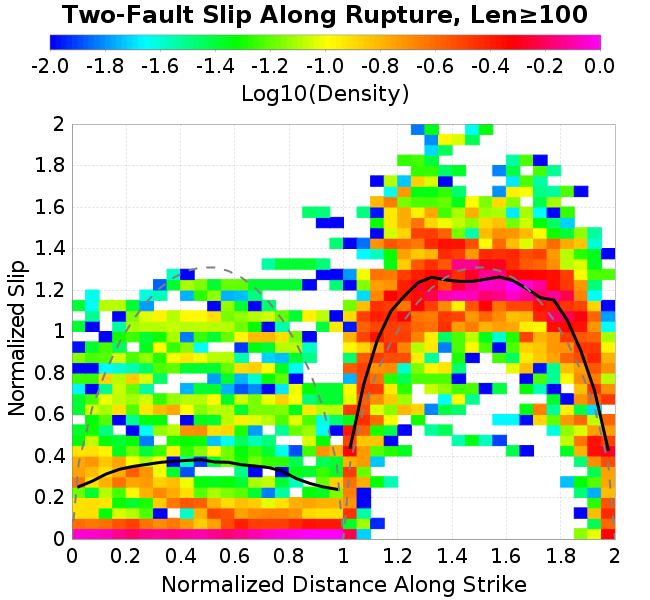 Two-Fault Slip Along Rupture, Len≥100
-2.0 -1.8 -1.6 -1.4 -1.2 -1.0 -0.8 -0.6 -0.4 -0.2 0.0
Log10(Density)
2
1.8
1.6
1.4
1.2
1
0.8
0.6
0.4
0.2
0
Normalized Slip
0 0.2 0.4 0.6 0.8 1 1.2 1.4 1.6 1.8 2
Normalized Distance Along Strike